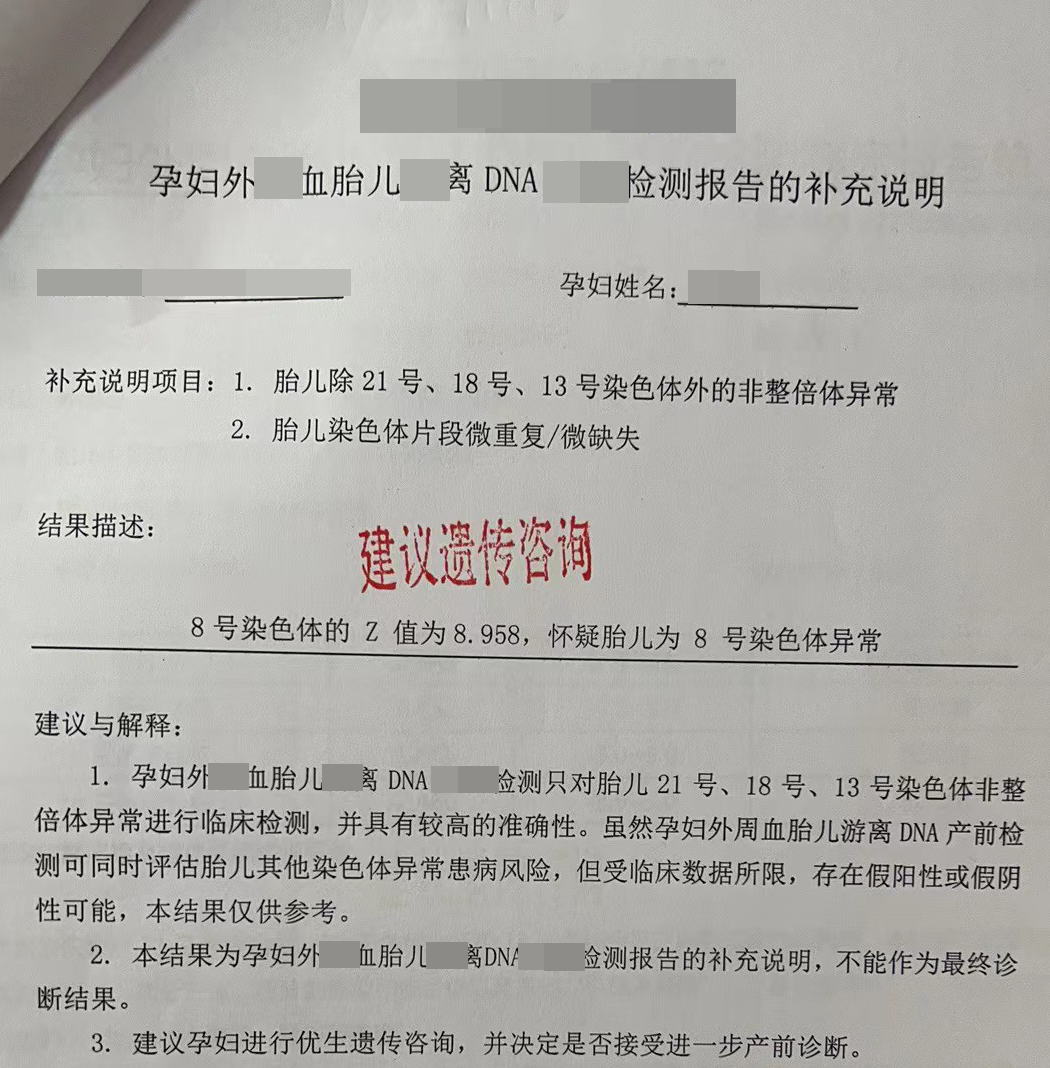 孕妇外 血胎儿 离 DNA 检测报告的补充说明
孕妇姓名:
补充说明项目: 1. 胎儿除 21 号、18 号、13 号染色体外的非整倍体异常
2. 胎儿染色体片段微重复/微缺失
结果描述:
建议遗传咨询
8 号染色体的 Z 值为 8.958, 怀疑胎儿为 8 号染色体异常
建议与解释:
1. 孕妇外 血胎儿 离 DNA 检测只对胎儿 21 号、18 号、13 号染色体非整
倍体异常进行临床检测, 并具有较高的准确性。虽然孕妇外周血胎儿游离 DNA 产前检
测可同时评估胎儿其他染色体异常患病风险, 但受临床数据所限, 存在假阳性或假阴
性可能, 本结果仅供参考。
2. 本结果为孕妇外 血胎儿 离DNA 检测报告的补充说明, 不能作为最终诊
断结果。
3. 建议孕妇进行优生遗传咨询, 并决定是否接受进一步产前诊断。